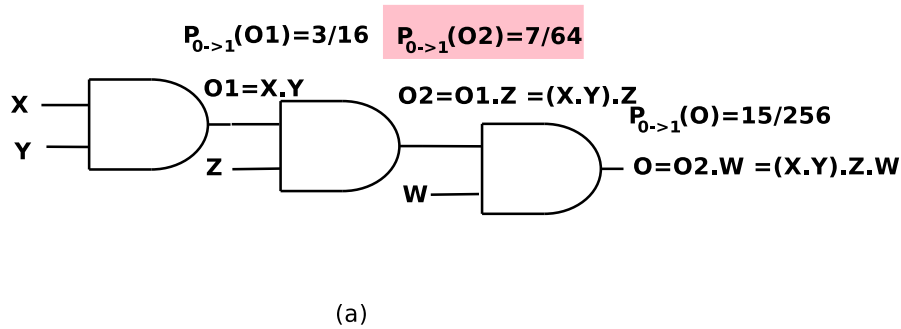 P0->1(O1)=3/16
P0->1(O2)=7/64
X
Y
O1=X.Y
Z
O2=O1.Z =(X.Y).Z
W
P0->1(O)=15/256
O=O2.W =(X.Y).Z.W
(a)